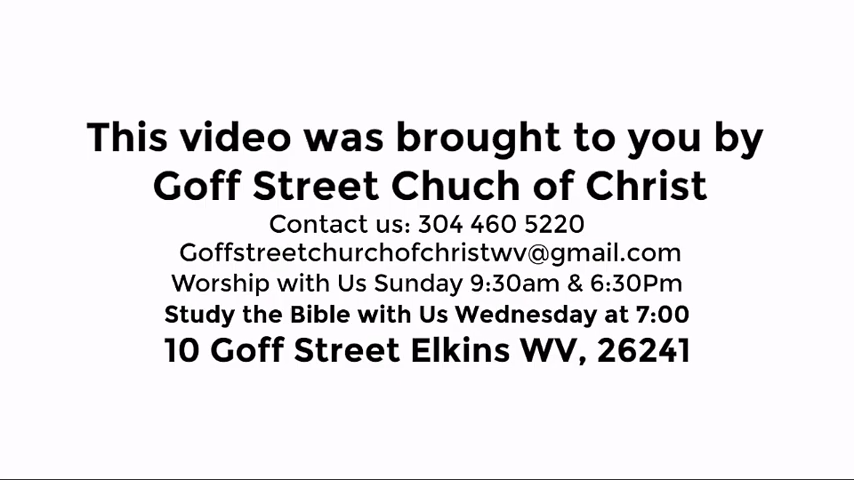 This video was brought to you by
Goff Street Chuch of Christ
Contact us: 304 460 5220
Goffstreetchurchofchristwv@gmail.com
Worship with Us Sunday 9:30am & 6:30Pm
Study the Bible with Us Wednesday at 7:00
10 Goff Street Elkins WV, 26241